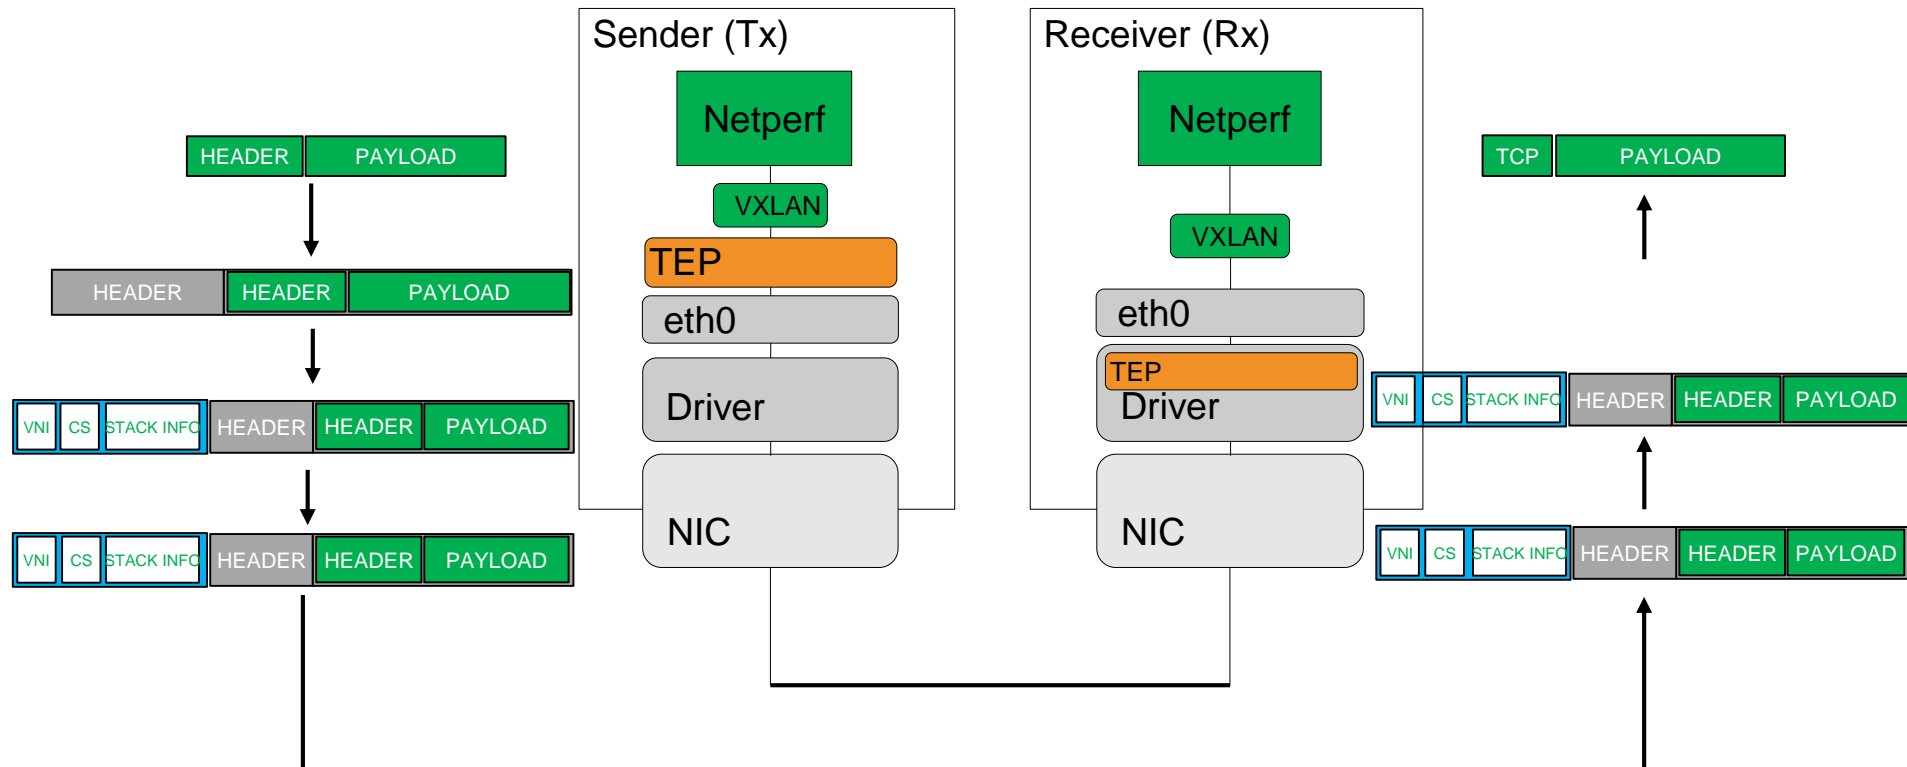 Sender (Tx)
Receiver (Rx)
Netperf
Netperf
HEADER PAYLOAD
TCP PAYLOAD
VXLAN
VXLAN
TEP
HEADER HEADER PAYLOAD
eth0
eth0
TEP
Driver
Driver
VNI CS STACK INFO HEADER HEADER PAYLOAD
VNI CS STACK INFO HEADER HEADER PAYLOAD
NIC
NIC
VNI CS STACK INFO HEADER HEADER PAYLOAD
VNI CS STACK INFO HEADER HEADER PAYLOAD